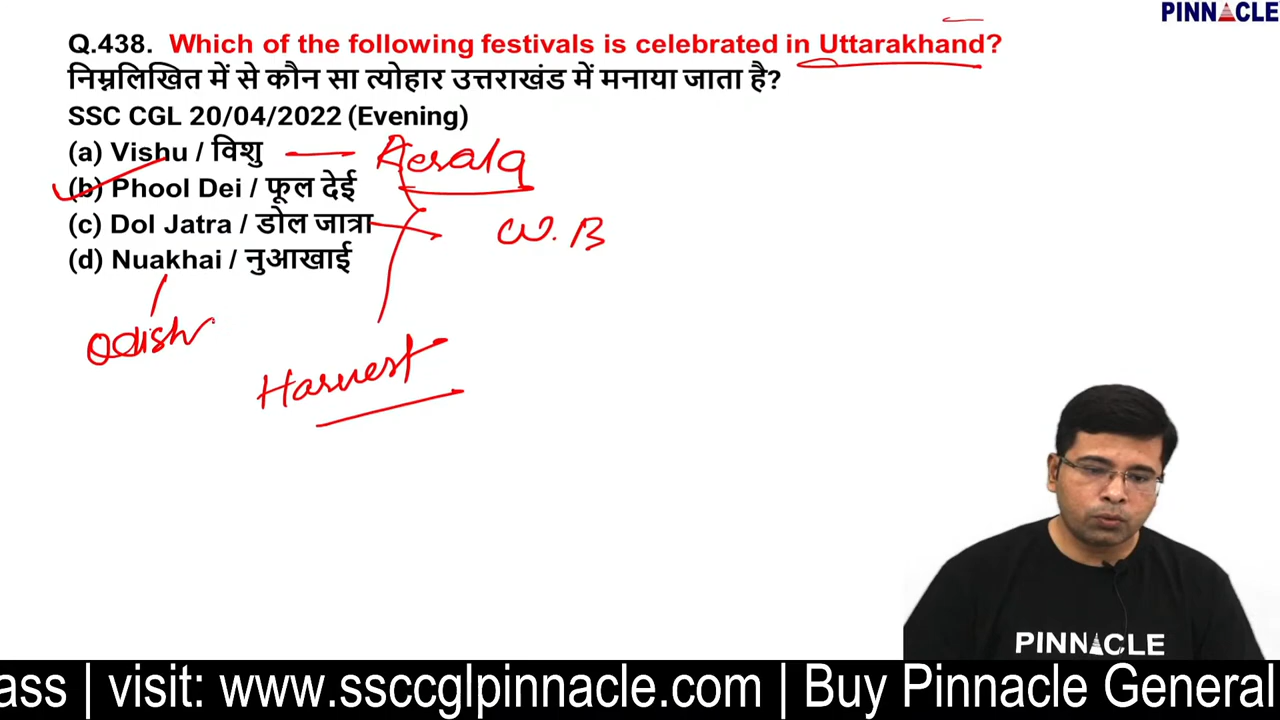 PINNACLE
Q.438. Which of the following festivals is celebrated in Uttarakhand?
निम्नलिखित में से कौन सा त्योहार उत्तराखंड में मनाया जाता है?
SSC CGL 20/04/2022 (Evening)
(a) Vishu / विशु
Kerala
(b) Phool Dei / फूल देई
(c) Dol Jatra / डोल जात्रा
W.B
(d) Nuakhai / नुआखाई
Odish
Harvest
PINNACLE
ass | visit: www.ssccglpinnacle.com | Buy Pinnacle General